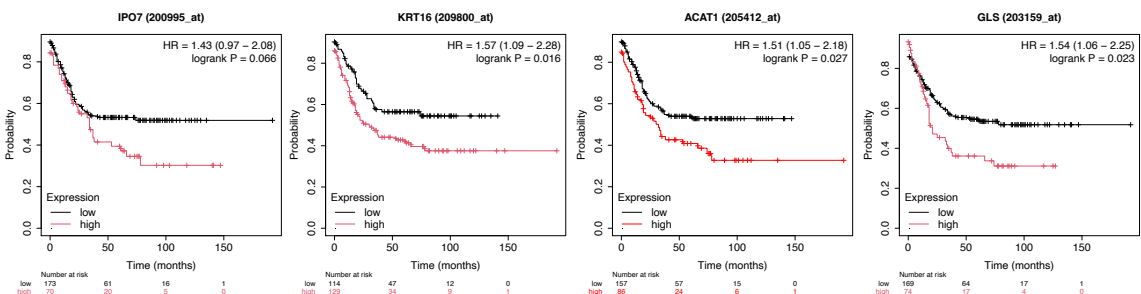 IPO7 (200995_at)
HR = 1.43 (0.97 − 2.08)
logrank P = 0.066
Probability
0.0 0.2 0.4 0.6 0.8
Expression
low
high
0 50 100 150
Time (months)
Number at risk
low 173 61 16 1
high 70 20 5 0
KRT16 (209800_at)
HR = 1.57 (1.09 − 2.28)
logrank P = 0.016
Probability
0.0 0.2 0.4 0.6 0.8
Expression
low
high
0 50 100 150
Time (months)
Number at risk
low 114 47 12 0
high 129 34 9 1
ACAT1 (205412_at)
HR = 1.51 (1.05 − 2.18)
logrank P = 0.027
Probability
0.0 0.2 0.4 0.6 0.8
Expression
low
high
0 50 100 150
Time (months)
Number at risk
low 157 57 15 0
high 86 24 6 1
GLS (203159_at)
HR = 1.54 (1.06 − 2.25)
logrank P = 0.023
Probability
0.0 0.2 0.4 0.6 0.8
Expression
low
high
0 50 100 150
Time (months)
Number at risk
low 169 64 17 1
high 74 17 4 0